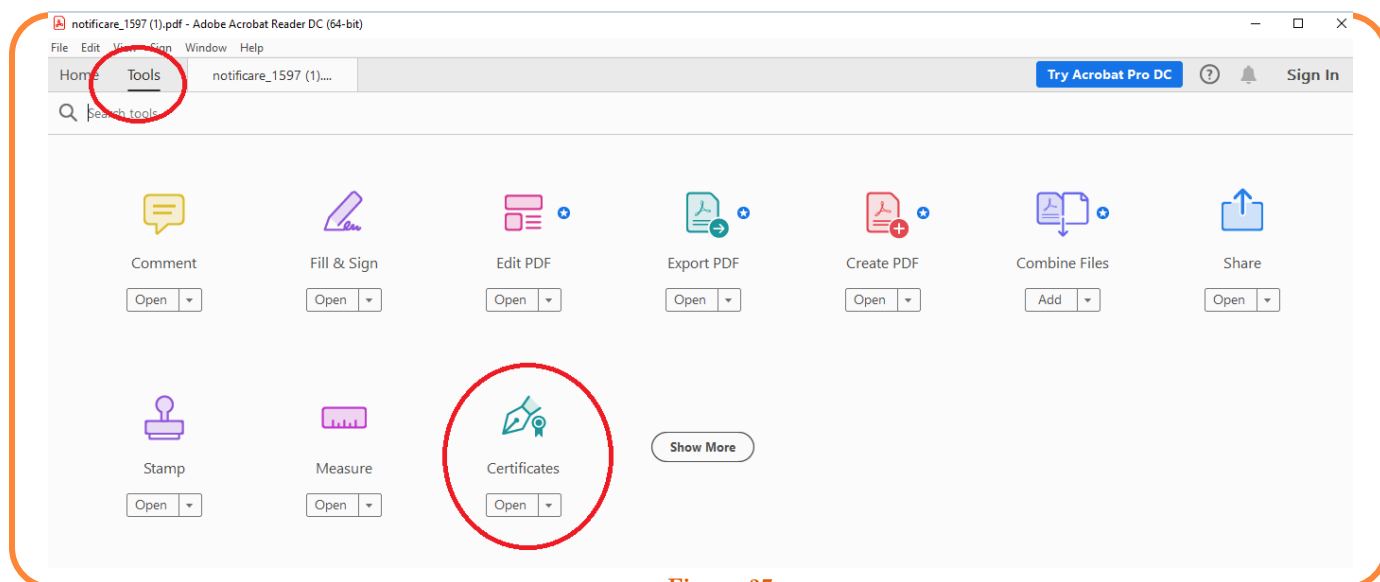 notificare_1597 (1).pdf - Adobe Acrobat Reader DC (64-bit)
File Edit View Sign Window Help
Home Tools notificare_1597 (1).... Try Acrobat Pro DC ? Sign In
Search tools
Comment Fill & Sign Edit PDF Export PDF Create PDF Combine Files Share
Open Open Open Open Open Add Open
Stamp Measure Certificates
Show More
Open Open Open